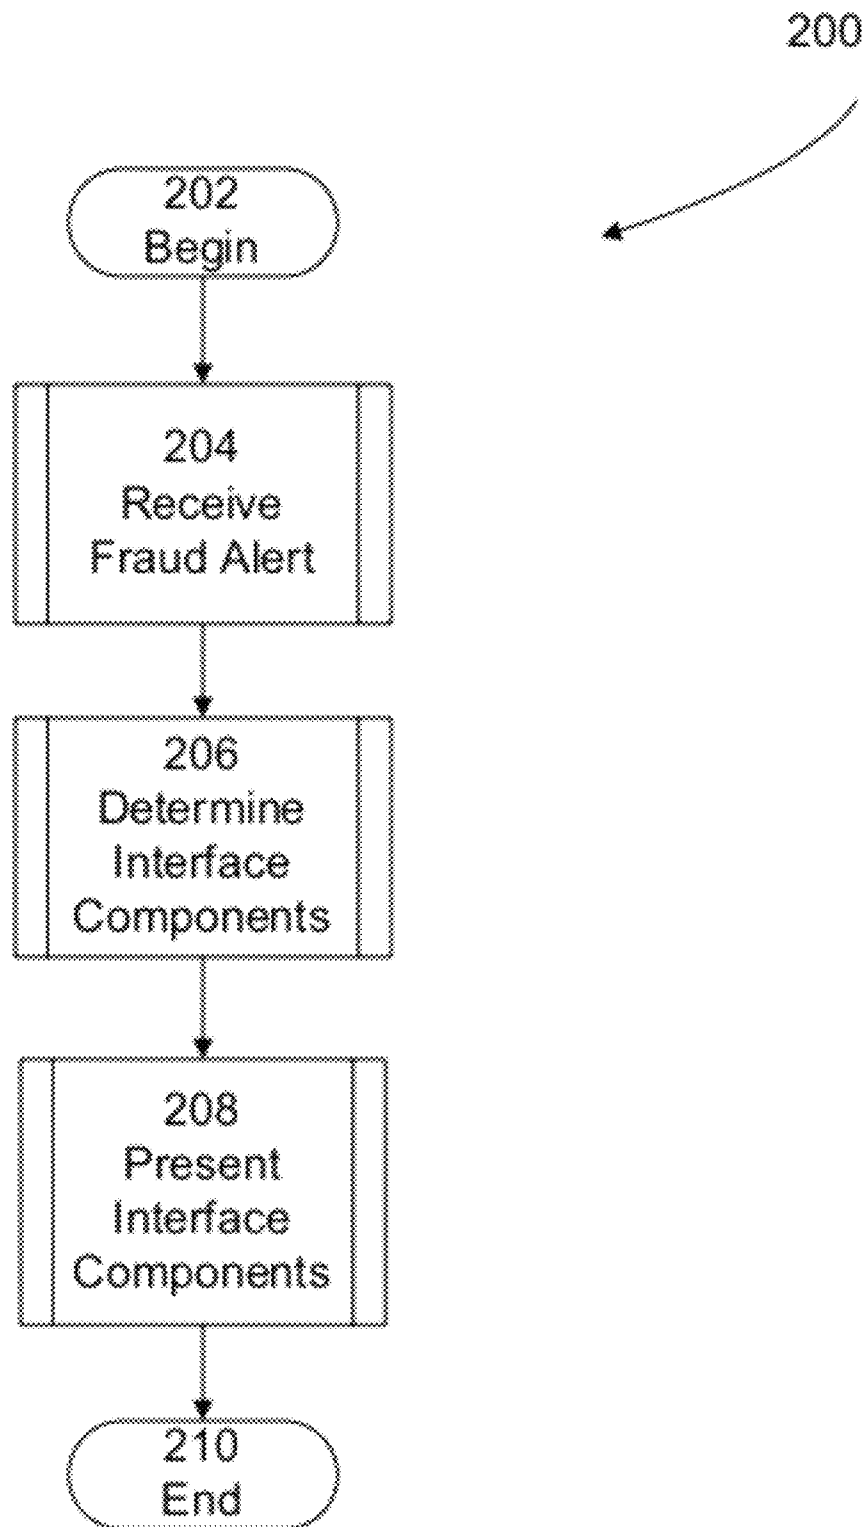 200
202
Begin
204
Receive
Fraud Alert
206
Determine
Interface
Components
208
Present
Interface
Components
210
End